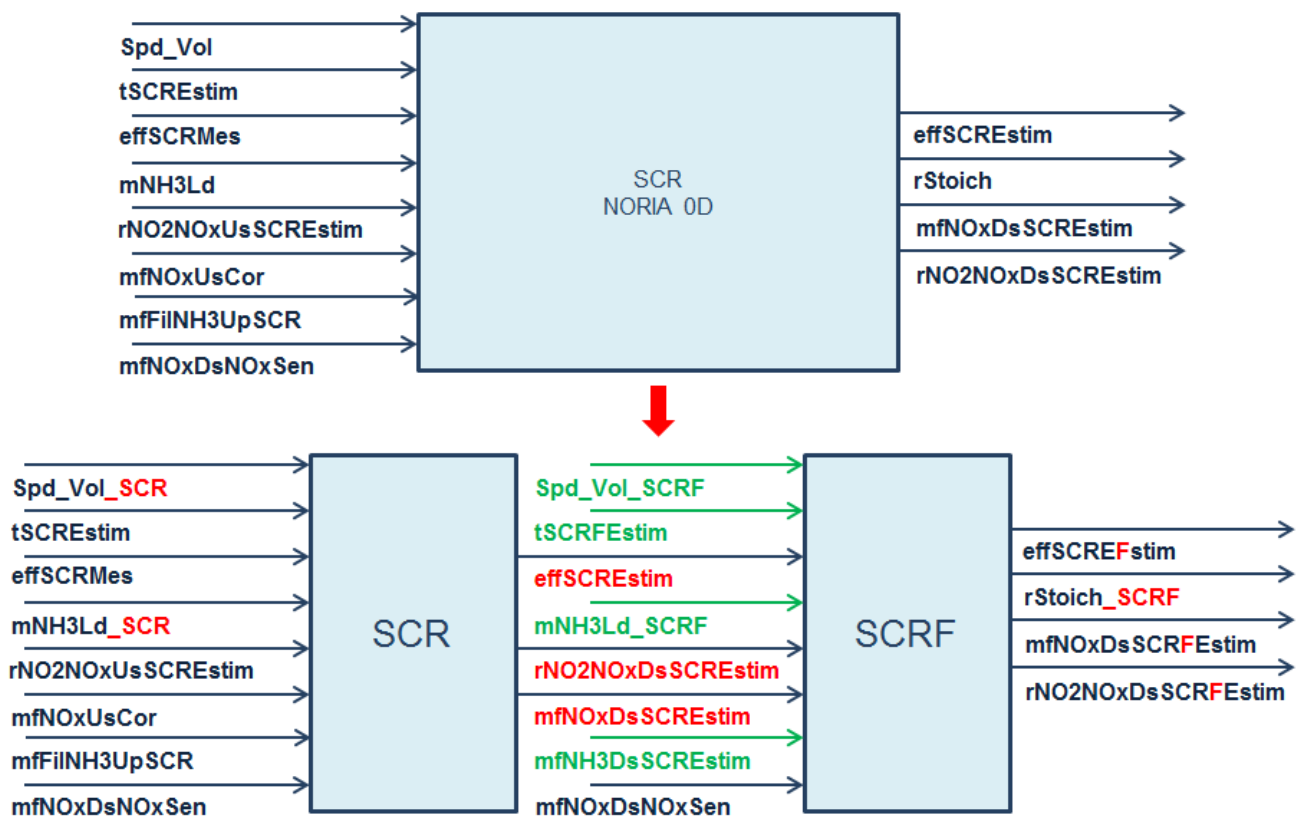 Spd_Vol
tSCREstim
effSCRMes
mNH3Ld
rNO2NOxUsSCREstim
mfNOxUsCor
mfFilNH3UpSCR
mfNOxDsNOxSen
SCR
NORIA 0D
effSCREstim
rStoich
mfNOxDsSCREstim
rNO2NOxDsSCREstim
Spd_Vol_SCR
tSCREstim
effSCRMes
mNH3Ld_SCR
rNO2NOxUsSCREstim
mfNOxUsCor
mfFilNH3UpSCR
mfNOxDsNOxSen
SCR
Spd_Vol_SCRF
tSCRFEstim
effSCREstim
mNH3Ld_SCRF
rNO2NOxDsSCREstim
mfNOxDsSCREstim
mfNH3DsSCREstim
mfNOxDsNOxSen
SCRF
effSCREFstim
rStoich_SCRF
mfNOxDsSCRFEstim
rNO2NOxDsSCRFEstim